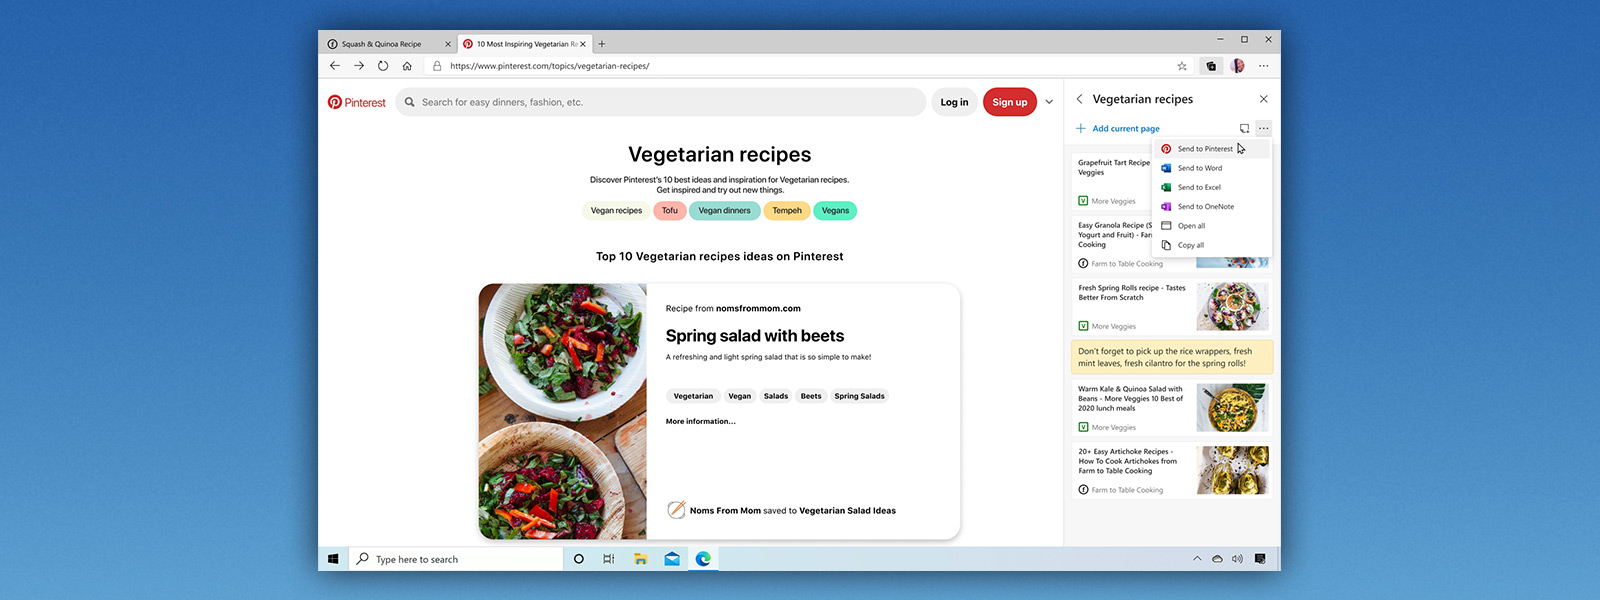 Squash & Quinoa Recipe
10 Most Inspiring Vegetarian Re
https://www.pinterest.com/topics/vegetarian-recipes/
Pinterest
Search for easy dinners, fashion, etc.
Log in
Sign up
Vegetarian recipes
Discover Pinterest's 10 best ideas and inspiration for Vegetarian recipes.
Get inspired and try out new things.
Vegan recipes
Tofu
Vegan dinners
Tempeh
Vegans
Top 10 Vegetarian recipes ideas on Pinterest
Recipe from nomsfrommom.com
Spring salad with beets
A refreshing and light spring salad that is so simple to make!
Vegetarian
Vegan
Salads
Beets
Spring Salads
More information...
Noms From Mom saved to Vegetarian Salad Ideas
Vegetarian recipes
Add current page
Send to Pinterest
Send to Word
Send to Excel
Send to OneNote
Open all
Copy all
Grapefruit Tart Recipe
Veggies
More Veggies
Easy Granola Recipe (S
Yogurt and Fruit) - Far
Cooking
Farm to Table Cooking
Fresh Spring Rolls recipe - Tastes
Better From Scratch
More Veggies
Don't forget to pick up the rice wrappers, fresh
mint leaves, fresh cilantro for the spring rolls!
Warm Kale & Quinoa Salad with
Beans - More Veggies 10 Best of
2020 lunch meals
More Veggies
20+ Easy Artichoke Recipes -
How To Cook Artichokes from
Farm to Table Cooking
Farm to Table Cooking
Type here to search